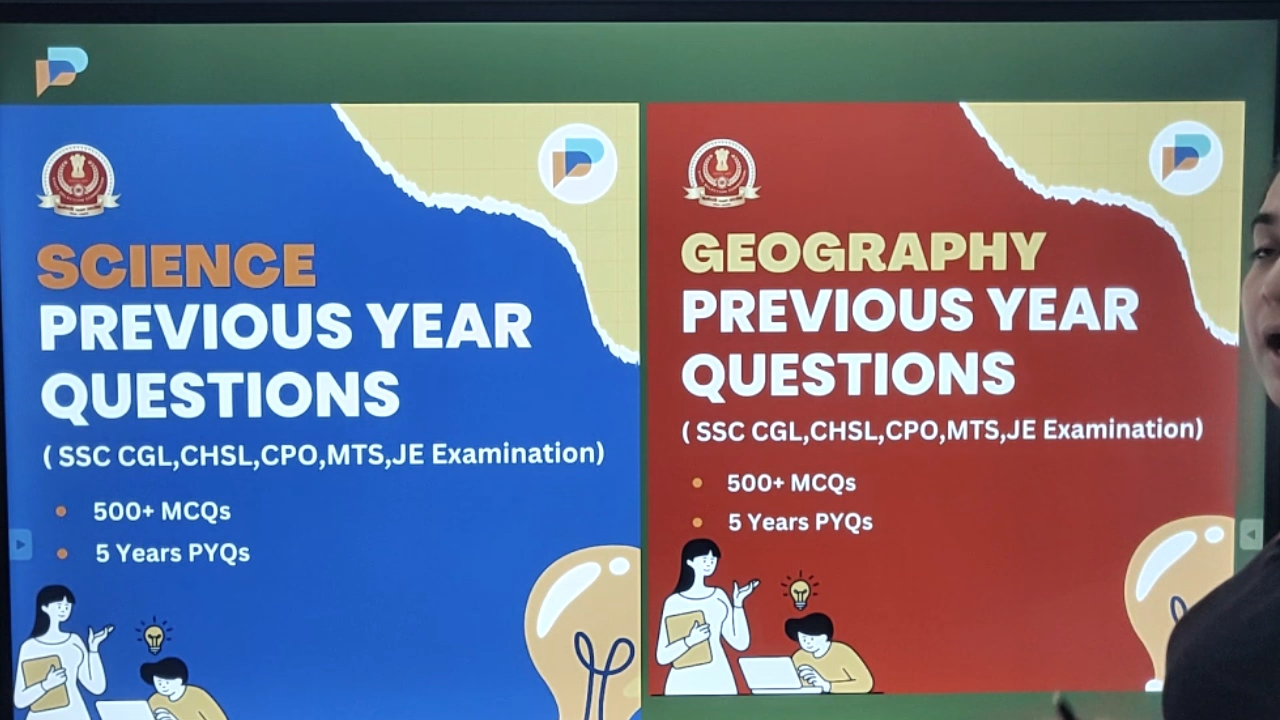 SCIENCE
PREVIOUS YEAR
QUESTIONS
( SSC CGL,CHSL,CPO,MTS,JE Examination)
500+ MCQs
5 Years PYQs
GEOGRAPHY
PREVIOUS YEAR
QUESTIONS
( SSC CGL,CHSL,CPO,MTS,JE Examination)
500+ MCQs
5 Years PYQs